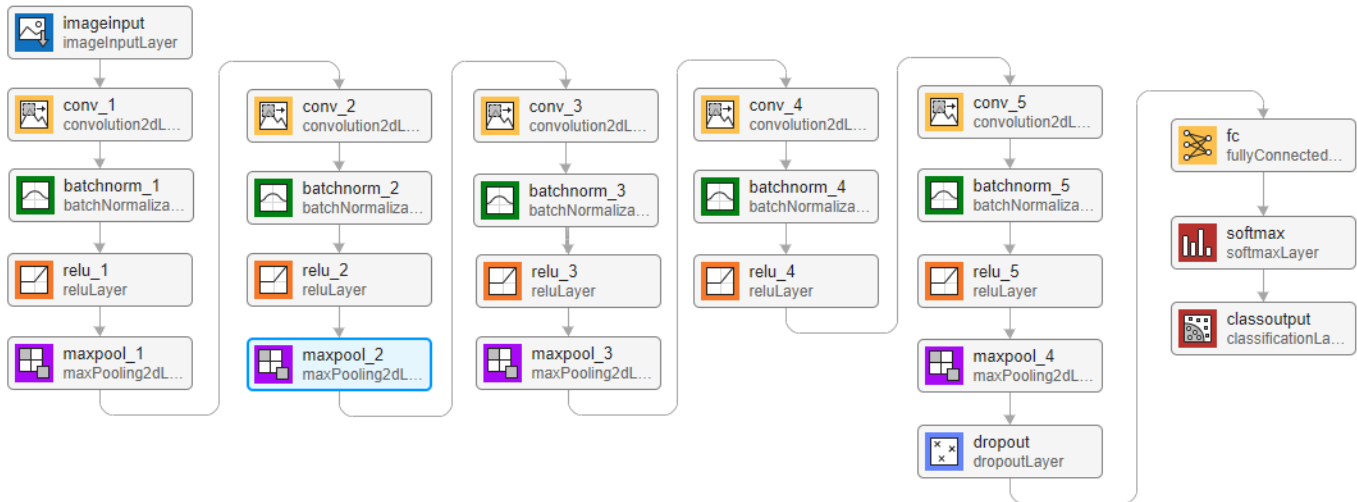 imageinput
imageInputLayer
conv_1
convolution2dL...
batchnorm_1
batchNormaliza...
relu_1
reluLayer
maxpool_1
maxPooling2dL...
conv_2
convolution2dL...
batchnorm_2
batchNormaliza...
relu_2
reluLayer
maxpool_2
maxPooling2dL...
conv_3
convolution2dL...
batchnorm_3
batchNormaliza...
relu_3
reluLayer
maxpool_3
maxPooling2dL...
conv_4
convolution2dL...
batchnorm_4
batchNormaliza...
relu_4
reluLayer
conv_5
convolution2dL...
batchnorm_5
batchNormaliza...
relu_5
reluLayer
maxpool_4
maxPooling2dL...
dropout
dropoutLayer
fc
fullyConnected...
softmax
softmaxLayer
classoutput
classificationLa...